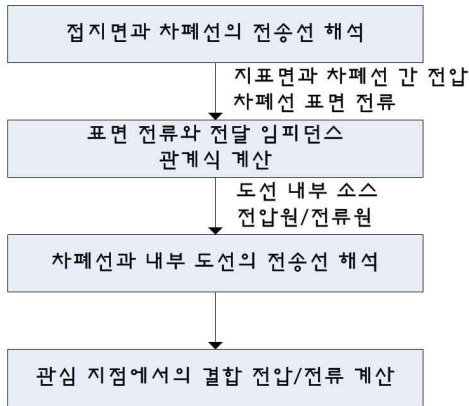 접지면과 차폐선의 전송선 해석
지표면과 차폐선 간 전압
차폐선 표면 전류
표면 전류와 전달 임피던스
관계식 계산
도선 내부 소스
전압원/전류원
차폐선과 내부 도선의 전송선 해석
관심 지점에서의 결합 전압/전류 계산